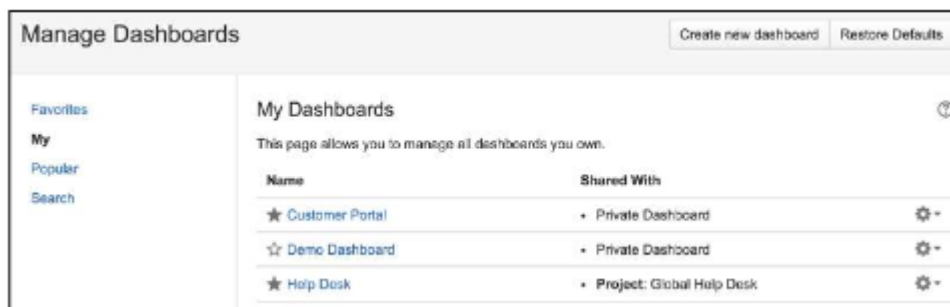 Manage Dashboards
Create new dashboard Restore Defaults
Favorites
My
Popular
Search
My Dashboards
This page allows you to manage all dashboards you own.
Name Shared With
Customer Portal • Private Dashboard
Demo Dashboard • Private Dashboard
Help Desk • Project: Global Help Desk